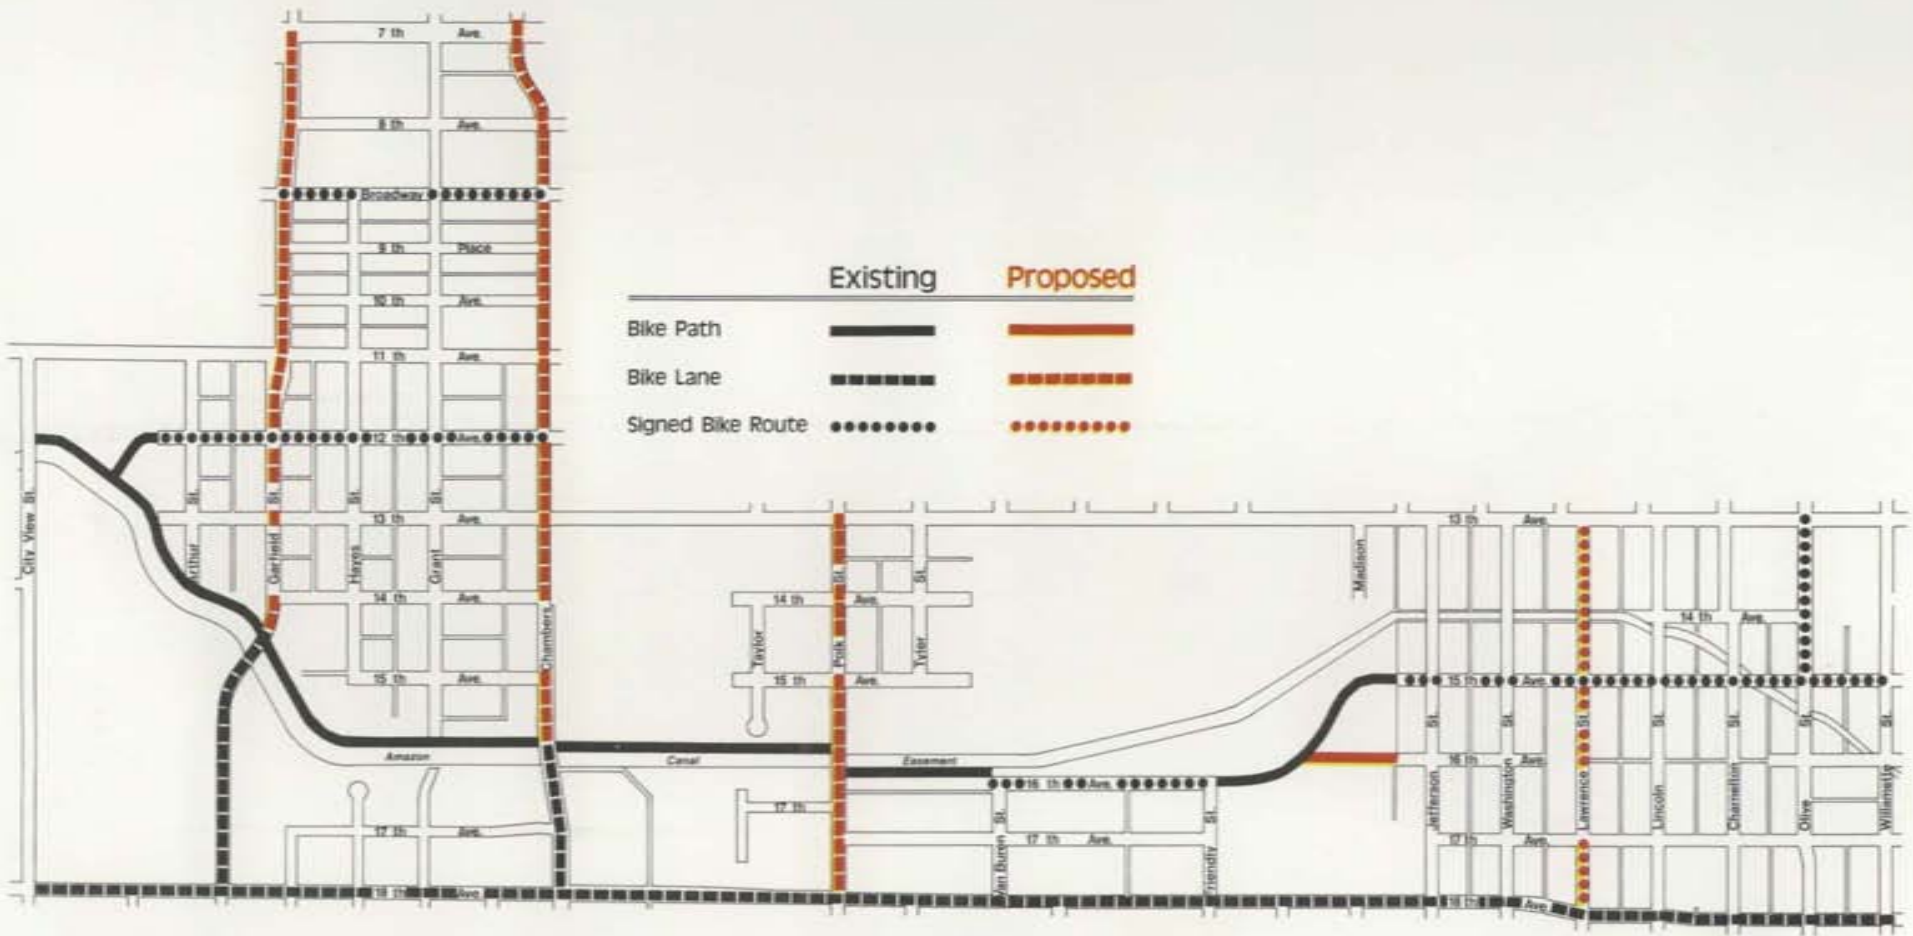 7 th Ave.
8 th Ave.
Broadway
9 th Place
Existing Proposed
10 th Ave.
Bike Path
11 th Ave.
Bike Lane
Signed Bike Route
12 th Ave.
City View St.
Arthur St.
Garfield St.
Hayes St.
Grant St.
13 th Ave.
13 th Ave.
Madison
14 th Ave.
Chambers
14 th Ave.
Taylor
Polk St.
Tyler St.
14 th Ave.
15 th Ave.
15 th Ave.
15 th Ave.
Amazon Canal Easement
16 th Ave.
16 th Ave.
Jefferson St.
Washington St.
Lawrence St.
Lincoln St.
Charnelton St.
Olive St.
Willamette St.
17 th Ave.
17 th
Van Buren St.
17 th Ave.
Friendly St.
17 th Ave.
18 th Ave.
18 th Ave.